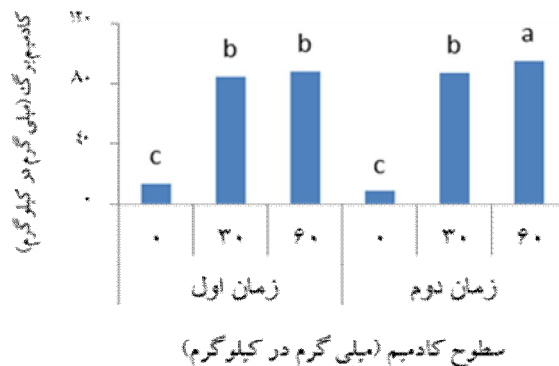 کادمیم برگ (میلی گرم در کیلوگرم)
۱۲۰
۸۰
۴۰
۰
c b b c b a
۰ ۳۰ ۶۰ ۰ ۳۰ ۶۰
زمان اول زمان دوم
سطوح کادمیم (میلی گرم در کیلوگرم)